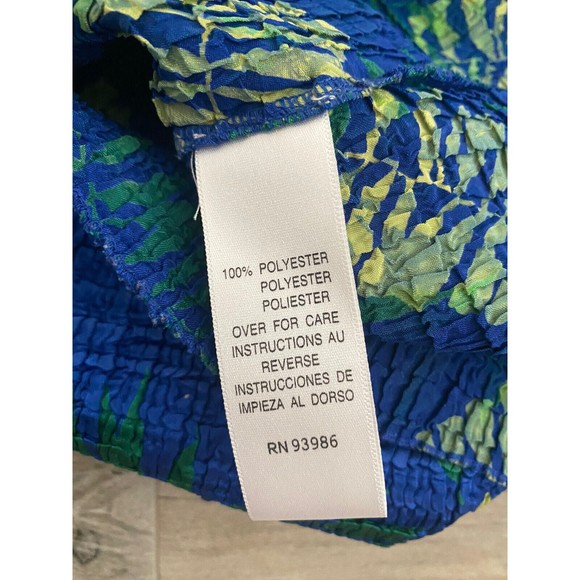 100% POLYESTER
POLYESTER
POLIESTER
OVER FOR CARE
INSTRUCTIONS AU
REVERSE
INSTRUCCIONES DE
IMPIEZA AL DORSO
RN 93986